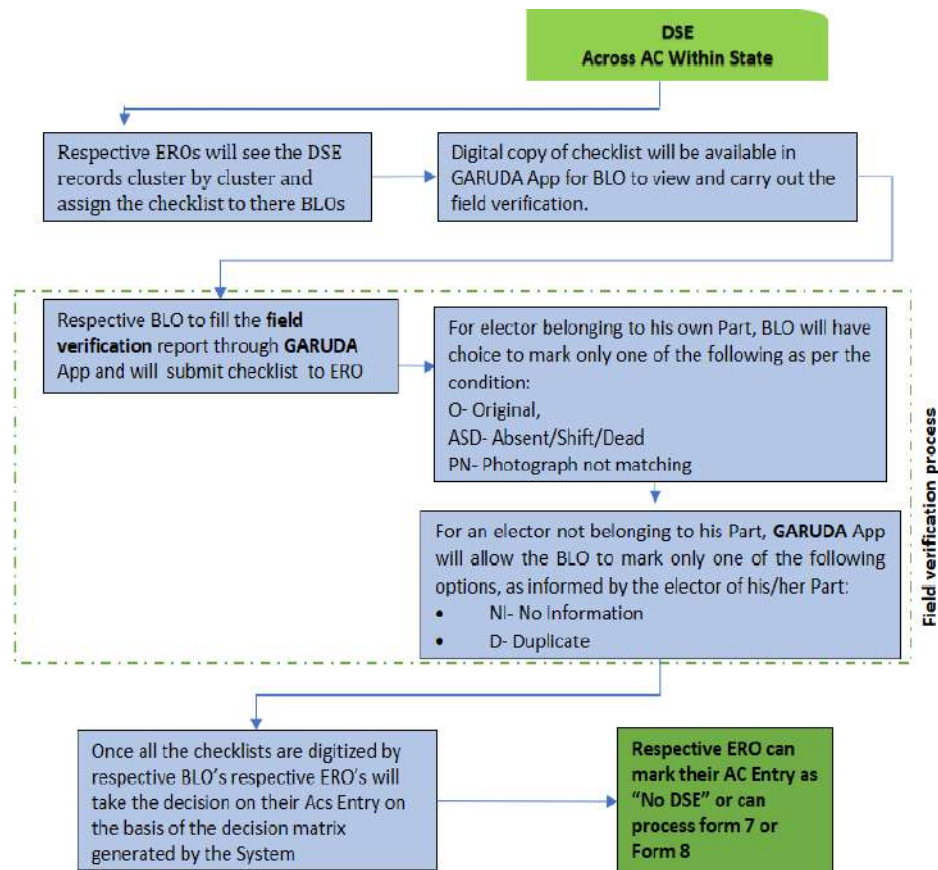 DSE
Across AC Within State
Respective EROs will see the DSE
records cluster by cluster and
assign the checklist to there BLOs
Digital copy of checklist will be available in
GARUDA App for BLO to view and carry out the
field verification.
Respective BLO to fill the field
verification report through GARUDA
App and will submit checklist to ERO
For elector belonging to his own Part, BLO will have
choice to mark only one of the following as per the
condition:
O- Original,
ASD- Absent/Shift/Dead
PN- Photograph not matching
For an elector not belonging to his Part, GARUDA App
will allow the BLO to mark only one of the following
options, as informed by the elector of his/her Part:
• NI- No Information
• D- Duplicate
Field verification process
Once all the checklists are digitized by
respective BLO's respective ERO's will
take the decision on their Acs Entry on
the basis of the decision matrix
generated by the System
Respective ERO can
mark their AC Entry as
"No DSE" or can
process form 7 or
Form 8